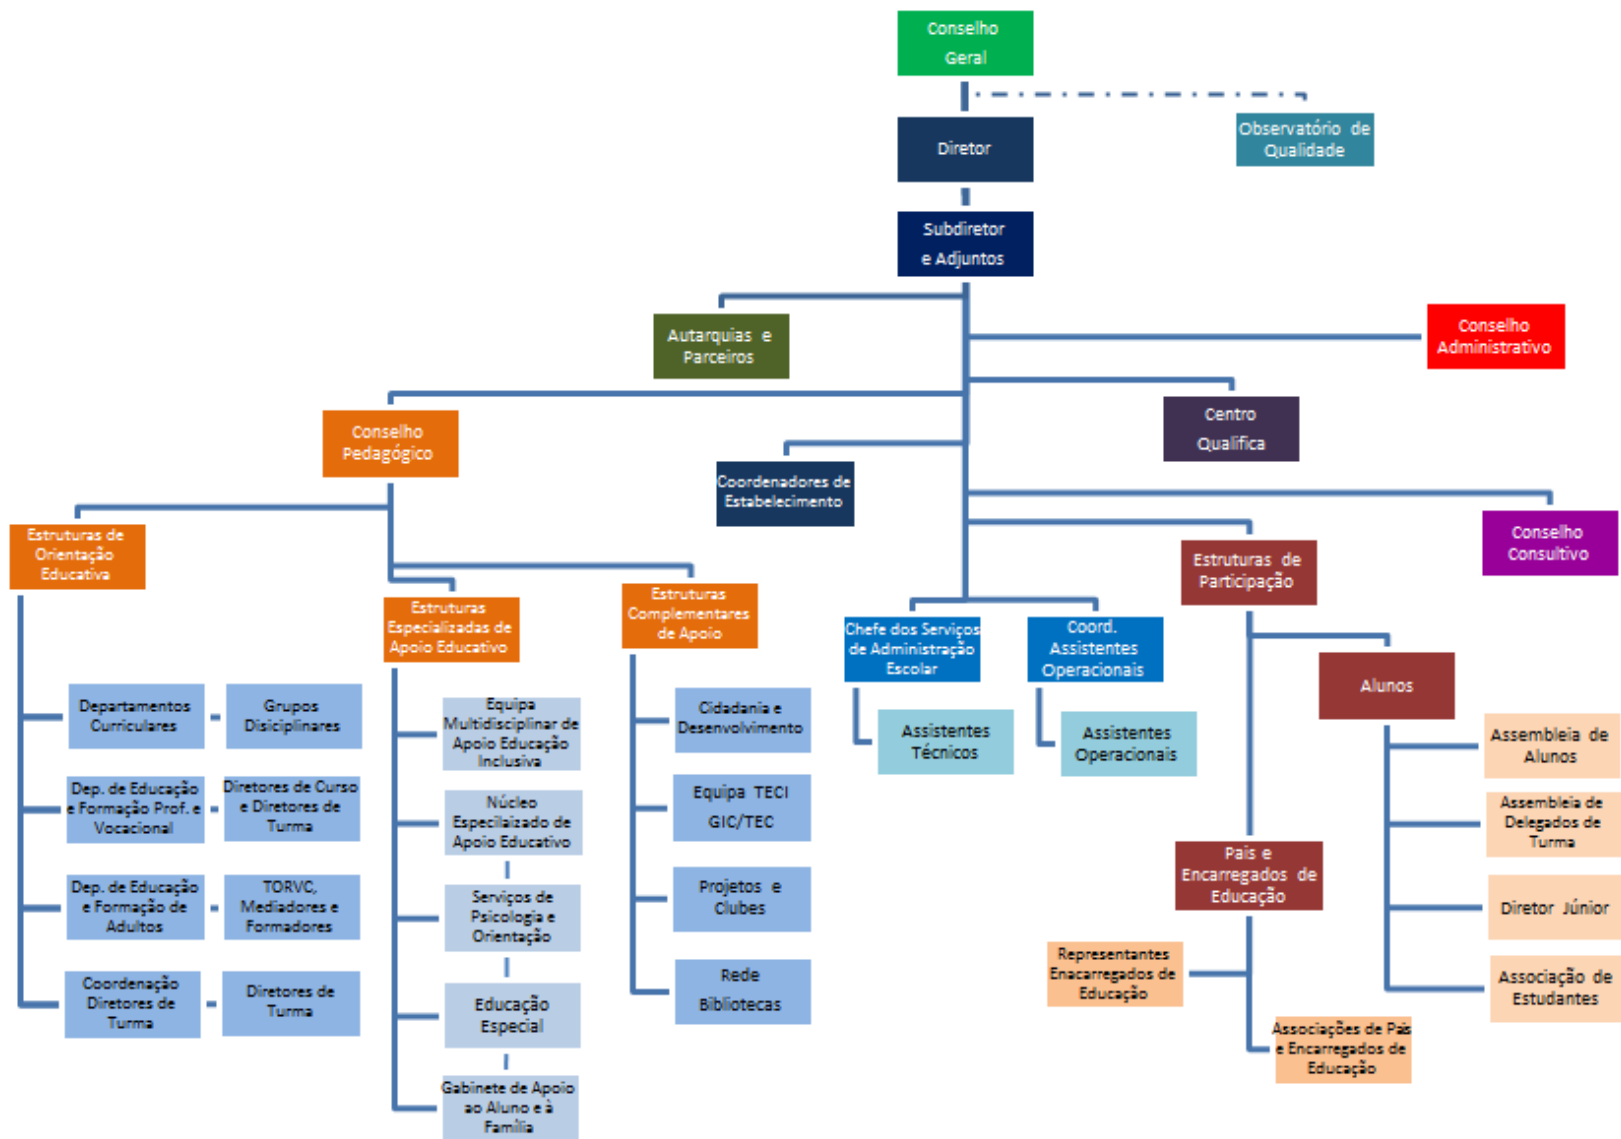 Conselho
Geral
Observatório de
Qualidade
Diretor
Subdiretor
e Adjuntos
Autarquias e
Parceiros
Conselho
Administrativo
Centro
Qualifica
Conselho
Pedagógico
Coordenadores de
Estabelecimento
Conselho
Consultivo
Estruturas de
Orientação
Educativa
Estruturas de
Participação
Estruturas
Especializadas de
Apoio Educativo
Estruturas
Complementares
de Apoio
Chefe dos Serviços
de Administração
Escolar
Coord.
Assistentes
Operacionais
Alunos
Departamentos
Curriculares
Grupos
Disiciplinares
Equipa
Multidisciplinar de
Apoio Educação
Inclusiva
Cidadania e
Desenvolvimento
Assistentes
Técnicos
Assistentes
Operacionais
Assembleia de
Alunos
Dep. de Educação
e Formação Prof. e
Vocacional
Diretores de Curso
e Diretores de
Turma
Núcleo
Especilaizado de
Apoio Educativo
Equipa TECI
GIC/TEC
Assembleia de
Delegados de
Turma
Pais e
Encarregados de
Educação
Dep. de Educação
e Formação de
Adultos
TORVC,
Mediadores e
Formadores
Serviços de
Psicologia e
Orientação
Projetos e
Clubes
Diretor Júnior
Coordenação
Diretores de
Turma
Diretores de
Turma
Educação
Especial
Rede
Bibliotecas
Representantes
Enacarregados de
Educação
Associação de
Estudantes
Gabinete de Apoio
ao Aluno e à
Família
Associações de Pais
e Encarregados de
Educação